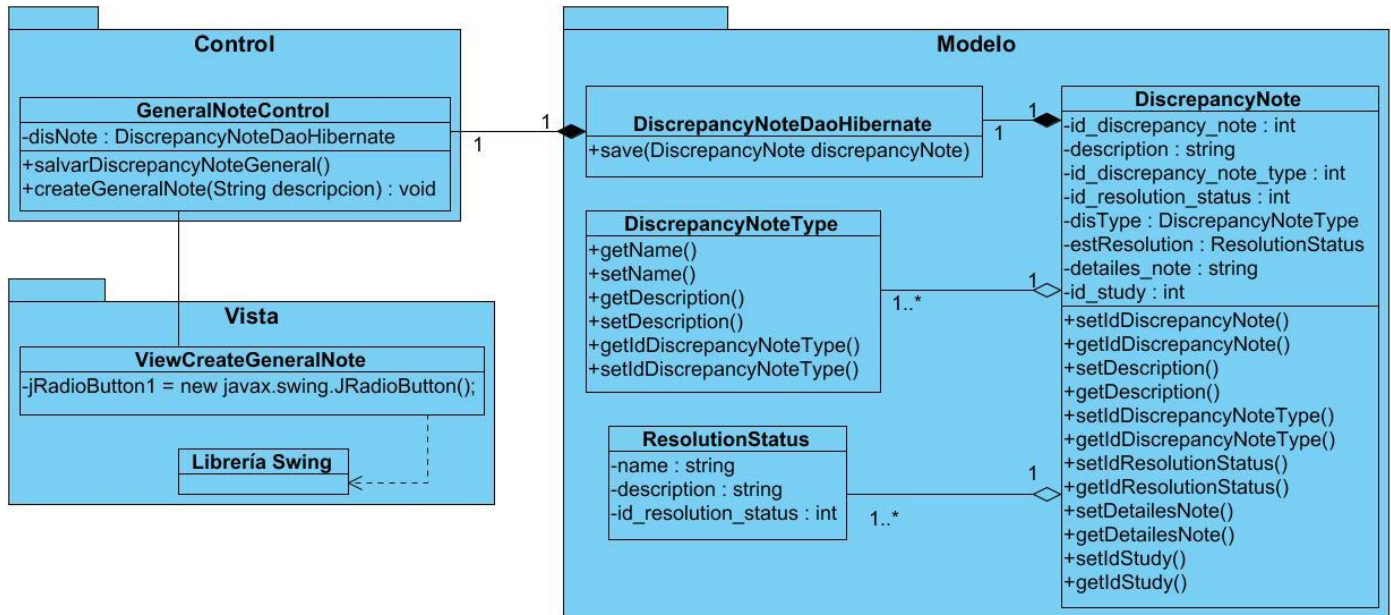 Control
GeneralNoteControl
-disNote : DiscrepancyNoteDaoHibernate
+salvarDiscrepancyNoteGeneral()
+createGeneralNote(String descripcion) : void
1
1
Vista
ViewCreateGeneralNote
-jRadioButton1 = new javax.swing.JRadioButton();
Librería Swing
Modelo
DiscrepancyNoteDaoHibernate
+save(DiscrepancyNote discrepancyNote)
1
1
DiscrepancyNoteType
+getName()
+setName()
+getDescription()
+setDescription()
+getIdDiscrepancyNoteType()
+setIdDiscrepancyNoteType()
1..*
1
ResolutionStatus
-name : string
-description : string
-id_resolution_status : int
1..*
1
DiscrepancyNote
-id_discrepancy_note : int
-description : string
-id_discrepancy_note_type : int
-id_resolution_status : int
-disType : DiscrepancyNoteType
-estResolution : ResolutionStatus
-detailes_note : string
-id_study : int
+setIdDiscrepancyNote()
+getIdDiscrepancyNote()
+setDescription()
+getDescription()
+setIdDiscrepancyNoteType()
+getIdDiscrepancyNoteType()
+setIdResolutionStatus()
+getIdResolutionStatus()
+setDetailesNote()
+getDetailesNote()
+setIdStudy()
+getIdStudy()